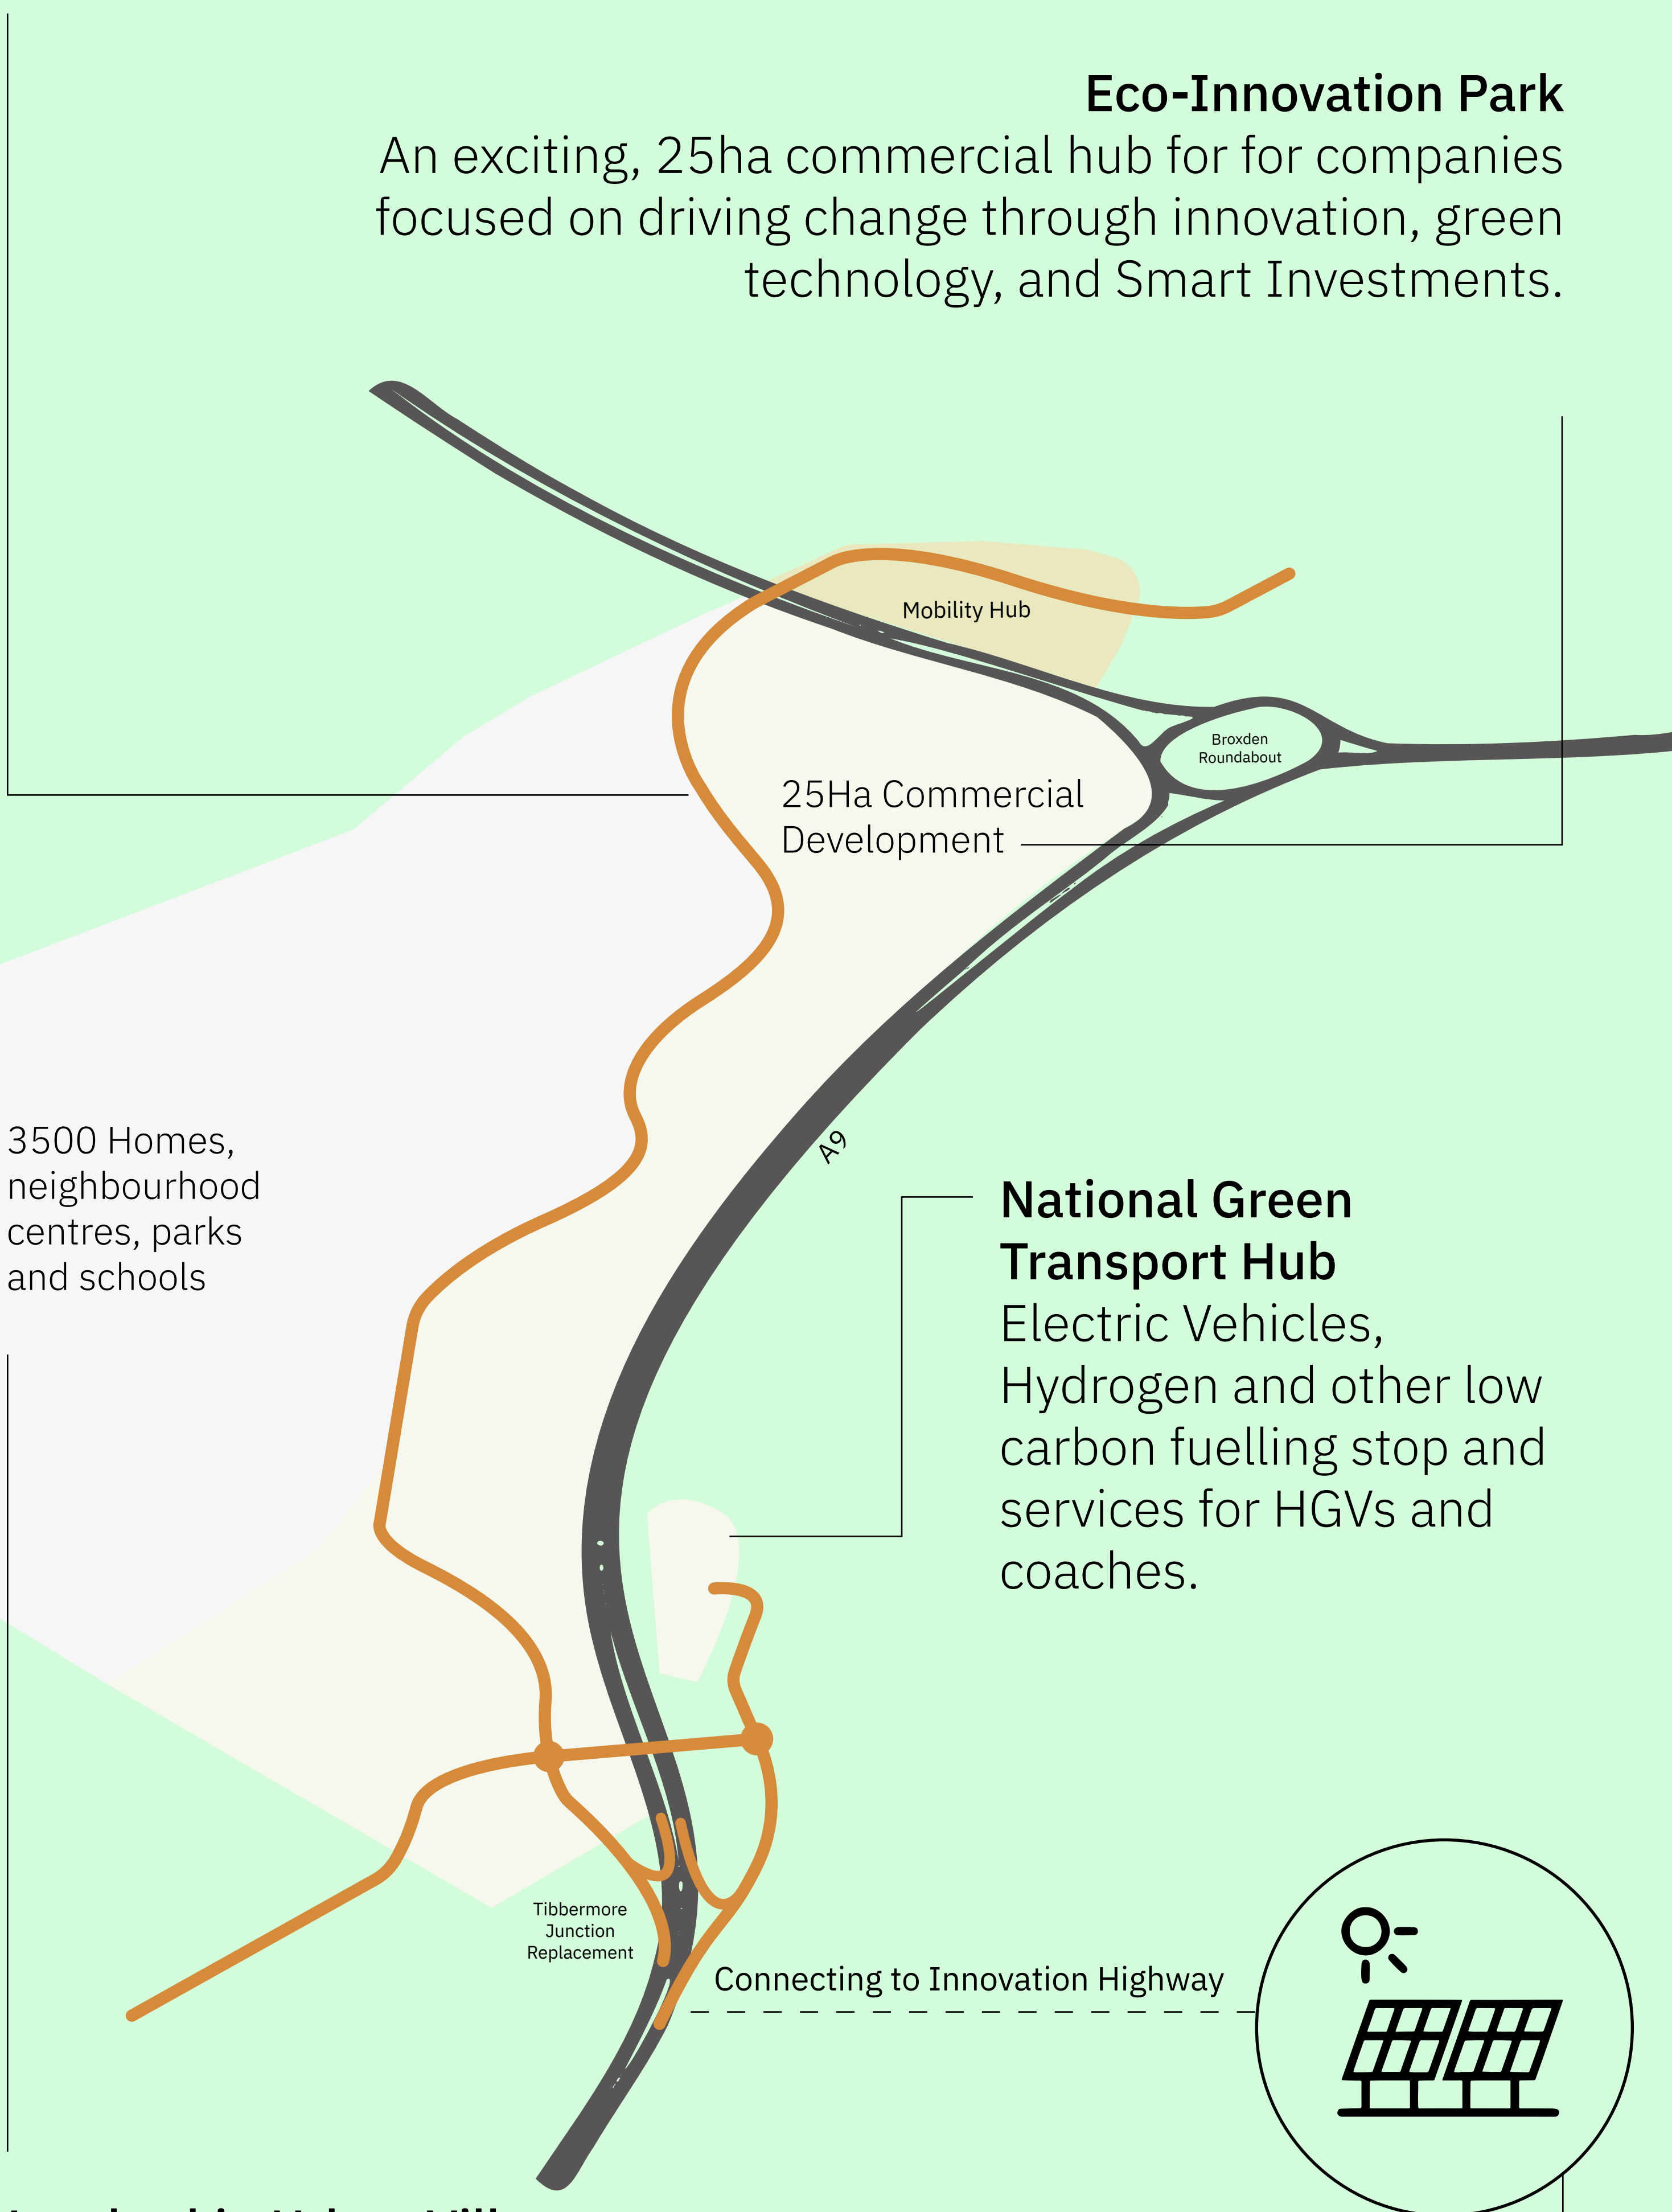 Eco-Innovation Park
An exciting, 25ha commercial hub for for companies
focused on driving change through innovation, green
technology, and Smart Investments.
Mobility Hub
Broxden
Roundabout
25Ha Commercial
Development
A9
3500 Homes,
neighbourhood
centres, parks
and schools
National Green
Transport Hub
Electric Vehicles,
Hydrogen and other low
carbon fuelling stop and
services for HGVs and
coaches.
Tibbermore
Junction
Replacement
Connecting to Innovation Highway